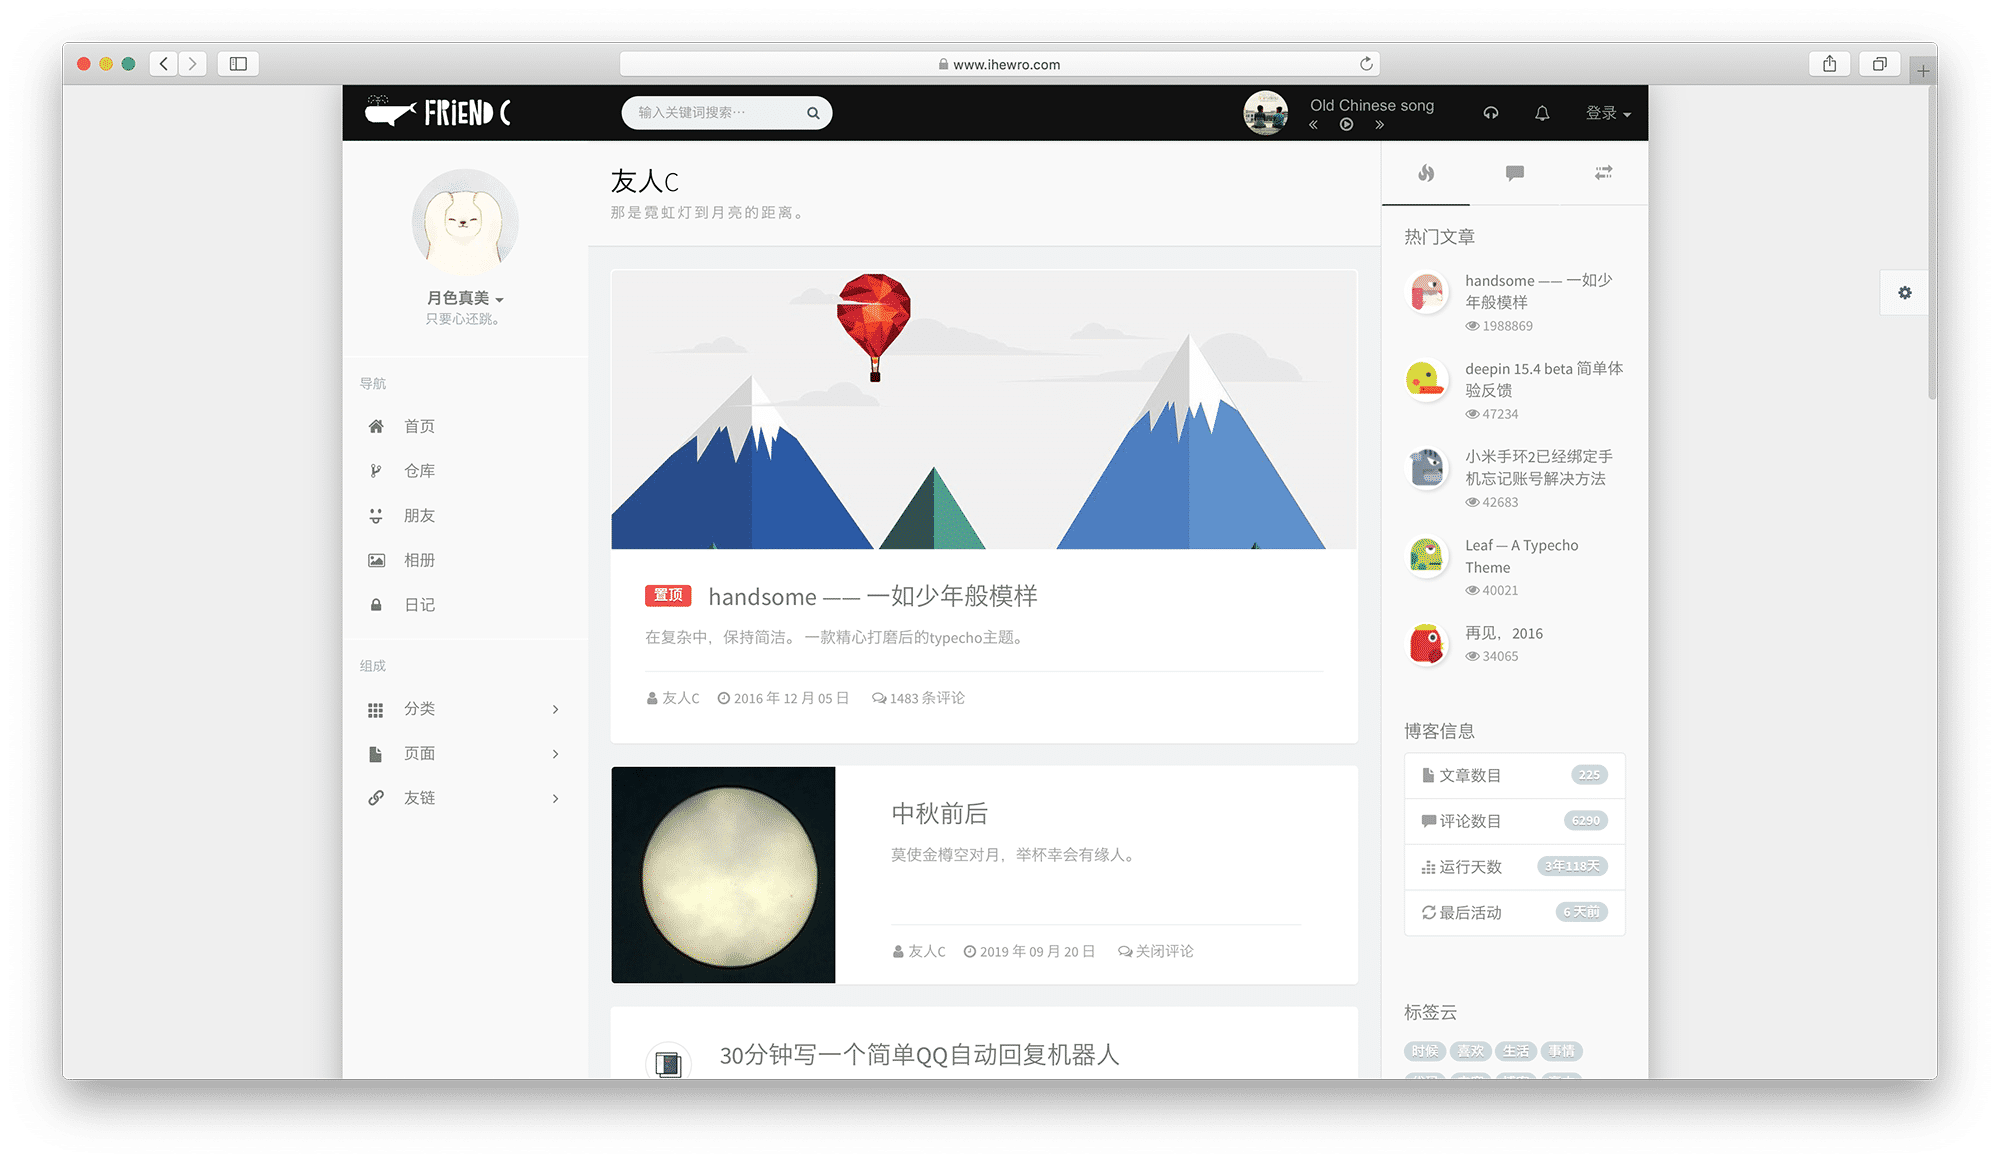 www.ihewro.com
FRiEND C
输入关键词搜索···
Old Chinese song
登录
月色真美
只要心还跳。
导航
首页
仓库
朋友
相册
日记
组成
分类
页面
友链
友人C
那是霓虹灯到月亮的距离。
置顶 handsome —— 一如少年般模样
在复杂中，保持简洁。 一款精心打磨后的typecho主题。
友人C 2016 年 12 月 05 日 1483 条评论
中秋前后
莫使金樽空对月，举杯幸会有缘人。
友人C 2019 年 09 月 20 日 关闭评论
30分钟写一个简单QQ自动回复机器人
热门文章
handsome —— 一如少
年般模样
1988869
deepin 15.4 beta 简单体
验反馈
47234
小米手环2已经绑定手
机忘记账号解决方法
42683
Leaf — A Typecho
Theme
40021
再见，2016
34065
博客信息
文章数目 225
评论数目 6290
运行天数 3年118天
最后活动 6 天前
标签云
时候 喜欢 生活 事情